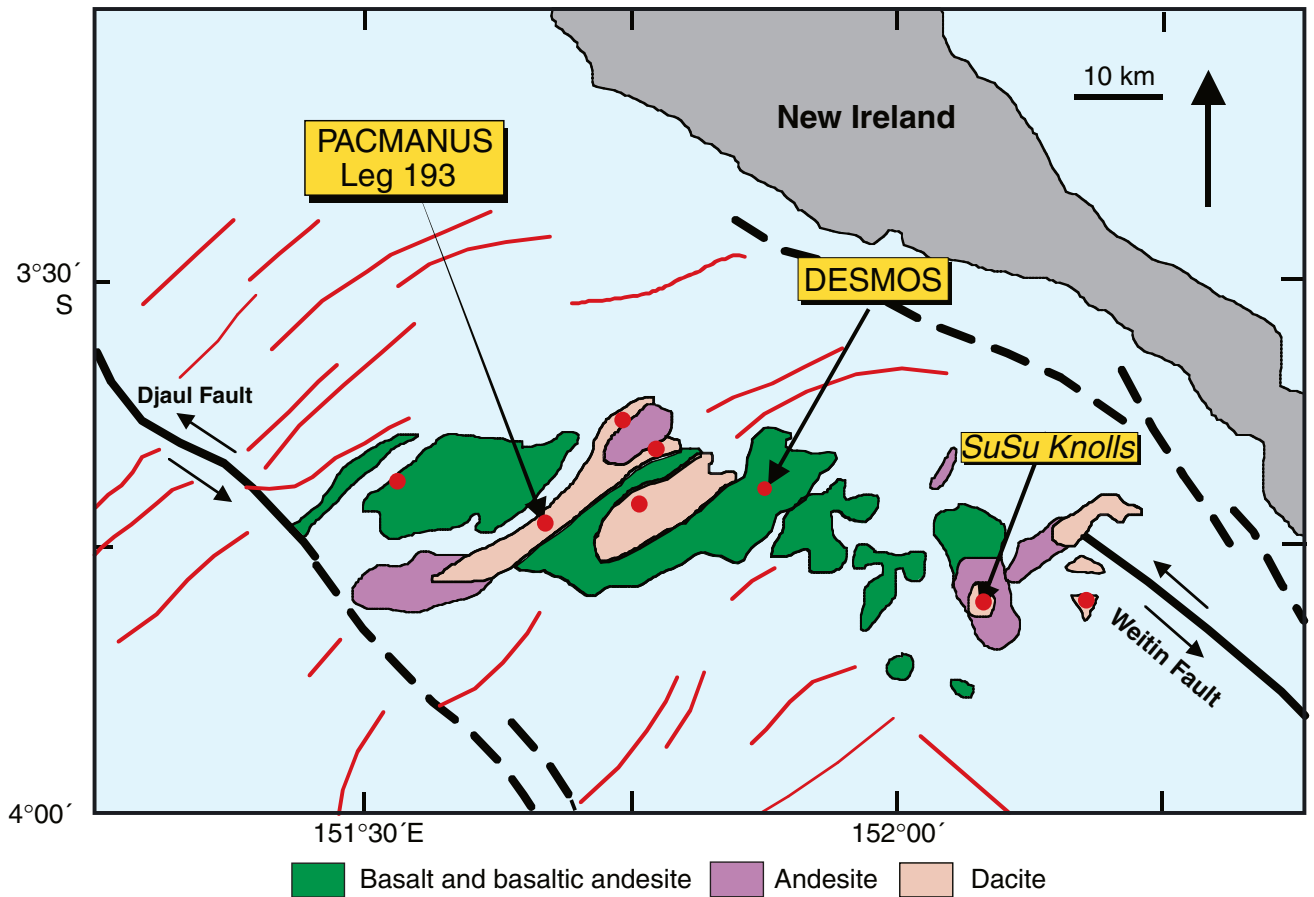 10 km
New Ireland
PACMANUS
Leg 193
3°30´
S
DESMOS
Djaul Fault
SuSu Knolls
Weitin Fault
4°00´
151°30´E
152°00´
Basalt and basaltic andesite
Andesite
Dacite